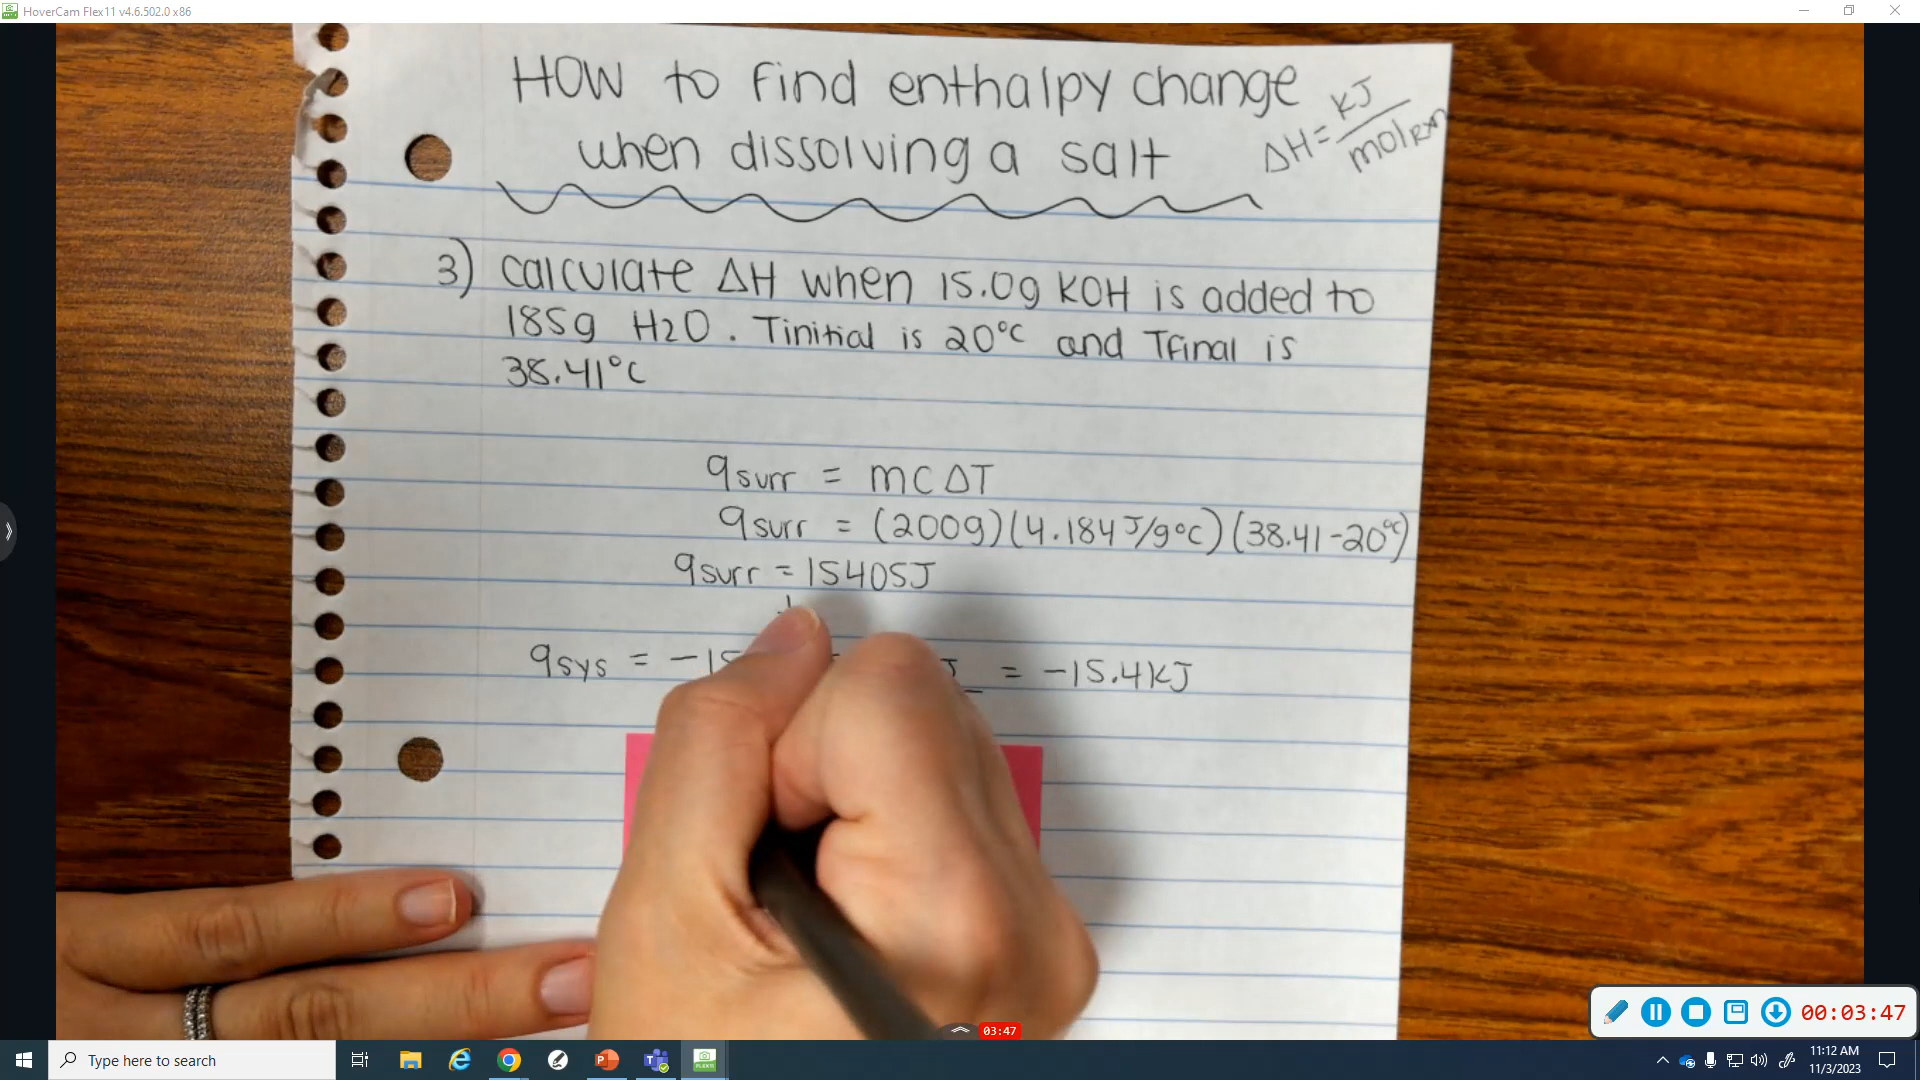 HoverCam Flex11 v4.6.502.0 x86
HOW to find enthalpy change
when dissolving a salt
ΔH = KJ/molrxn
3) calculate ΔH when 15.0g KOH is added to
185g H2O. Tinitial is 20°C and Tfinal is
38.41°C
qsurr = mCΔT
qsurr = (200g)(4.184J/g°C)(38.41-20°C)
qsurr = 15405J
qsys = -15 = -15.4KJ
03:47
00:03:47
Type here to search
11:12 AM
11/3/2023